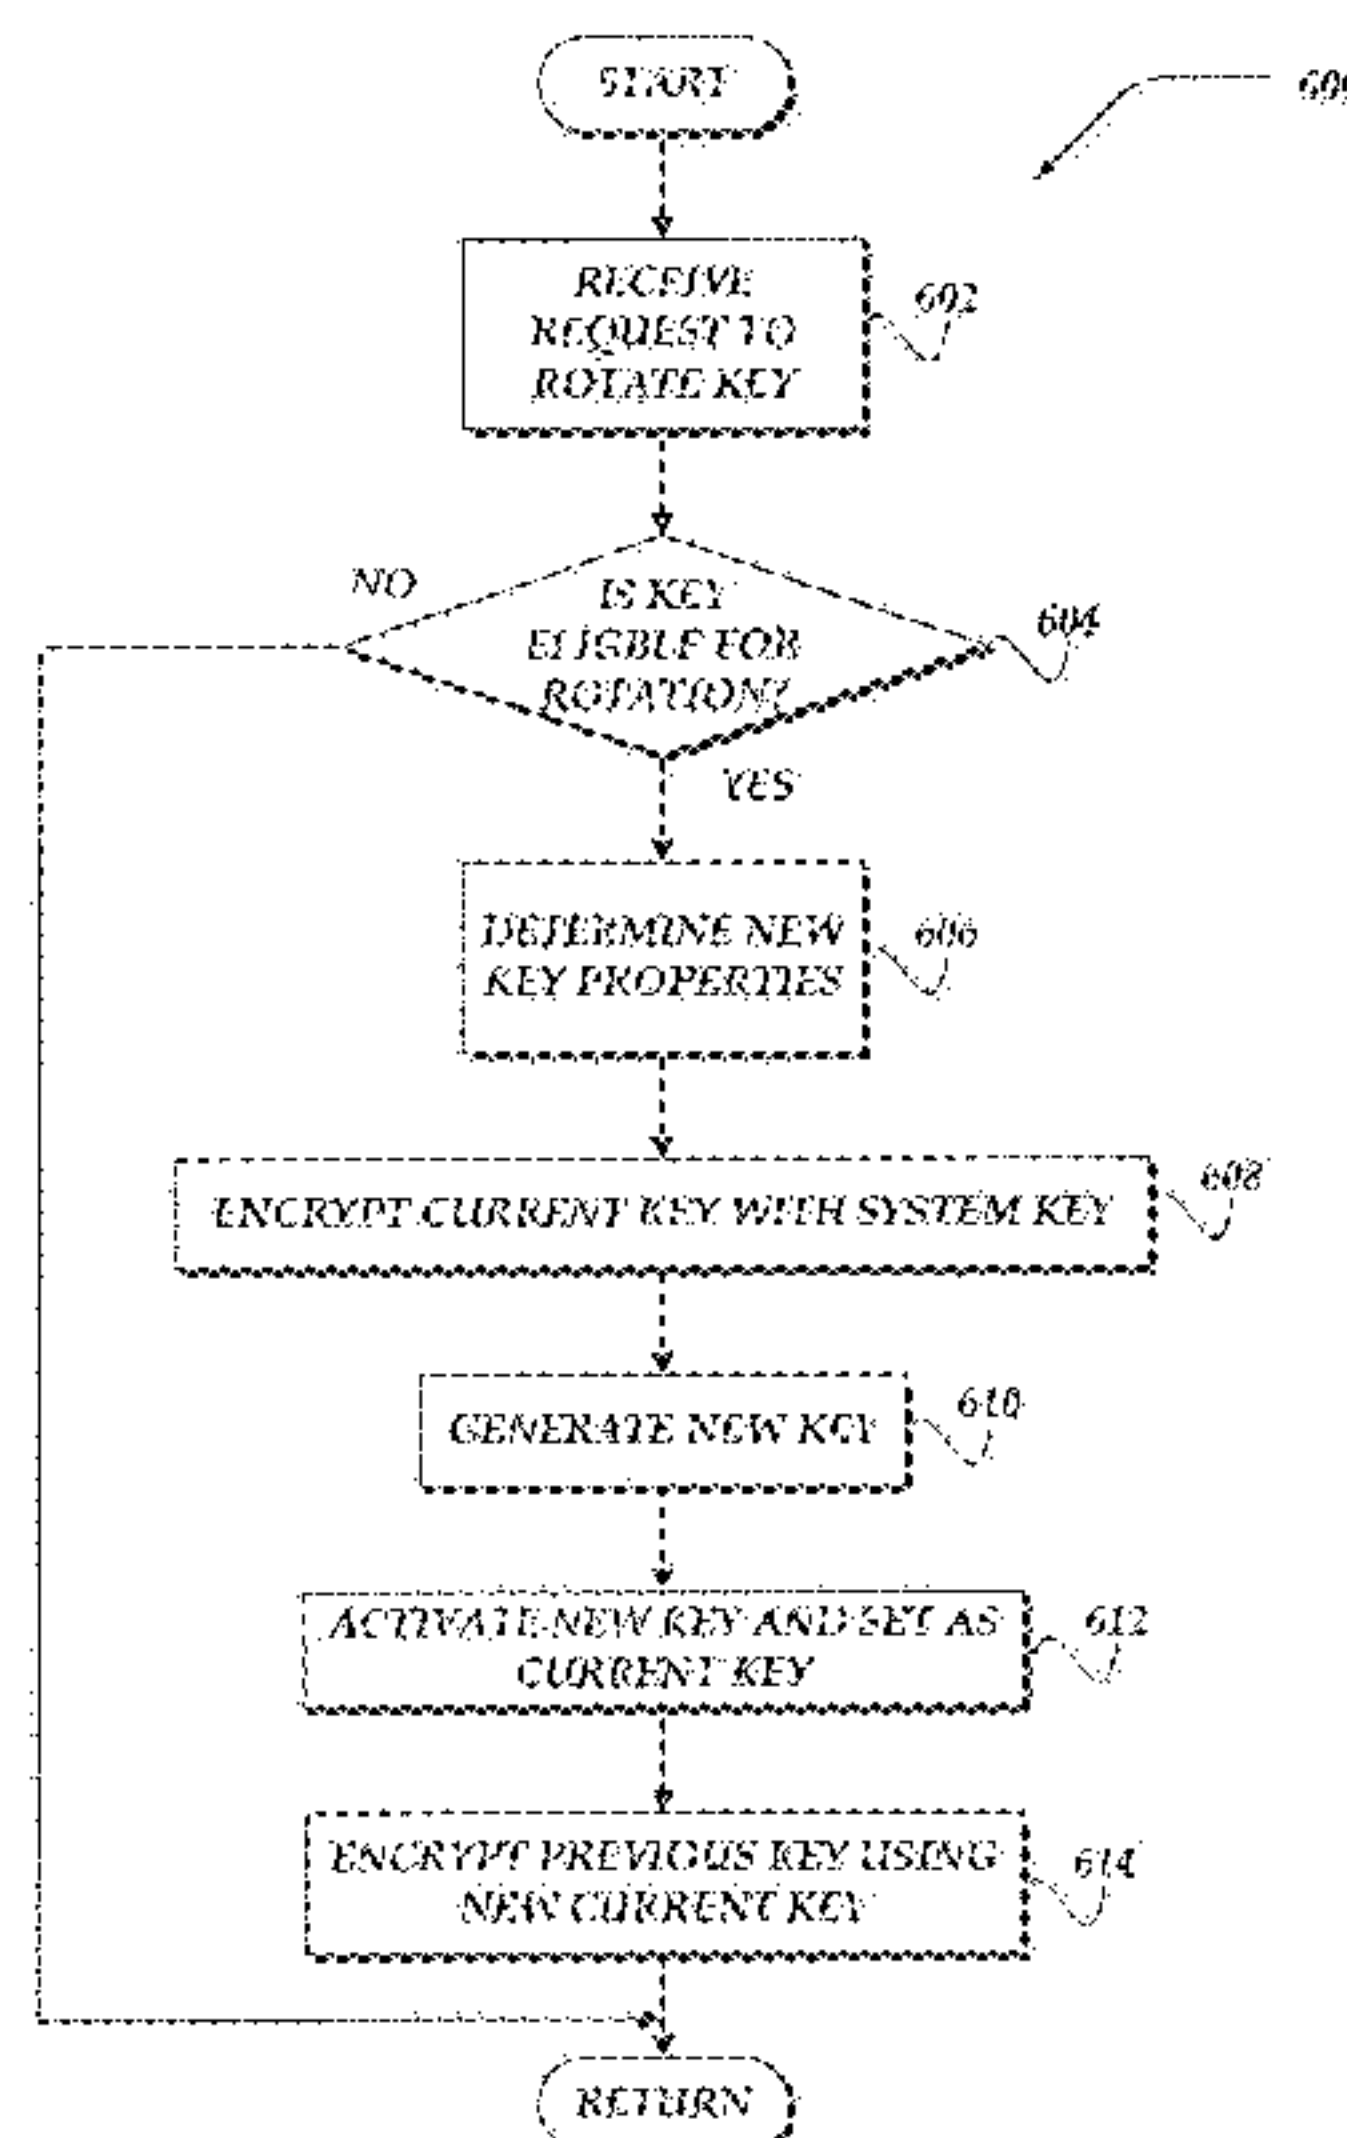 START
600
RECEIVE
REQUEST TO
ROTATE KEY
602
NO
IS KEY
ELIGBLE FOR
ROTATION?
604
YES
DETERMINE NEW
KEY PROPERTIES
606
ENCRYPT CURRENT KEY WITH SYSTEM KEY
608
GENERATE NEW KEY
610
ACTIVATE NEW KEY AND SET AS
CURRENT KEY
612
ENCRYPT PREVIOUS KEY USING
NEW CURRENT KEY
614
RETURN